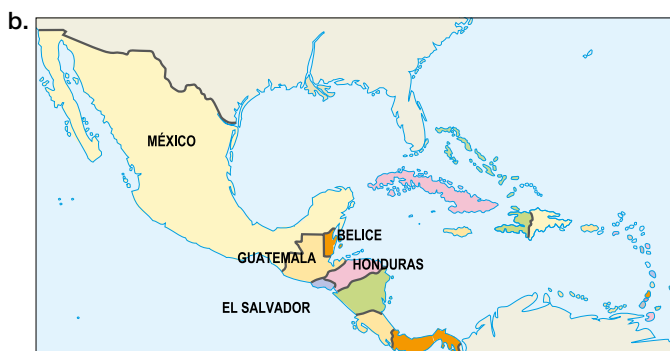 b.
MÉXICO
BELICE
GUATEMALA
HONDURAS
EL SALVADOR